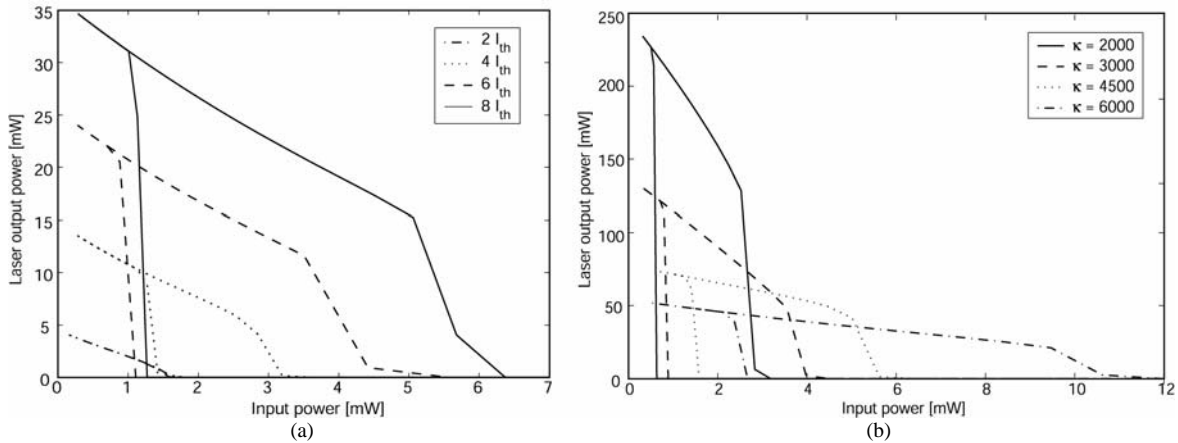 35
30
25
20
15
10
5
0
Laser output power [mW]
2 I_th
4 I_th
6 I_th
8 I_th
0 1 2 3 4 5 6 7
Input power [mW]
(a)
250
200
150
100
50
0
Laser output power [mW]
κ = 2000
κ = 3000
κ = 4500
κ = 6000
0 2 4 6 8 10 12
Input power [mW]
(b)